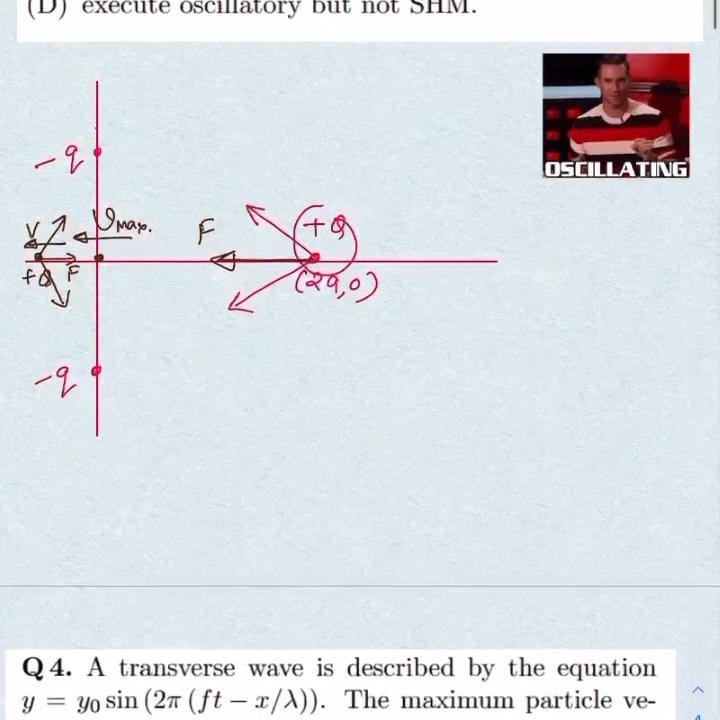 (D) execute oscillatory but not SHM.
OSCILLATING
-q
V
Vmax.
F
+Q
+Q
F
(2a,0)
-q
Q 4. A transverse wave is described by the equation
y = y₀ sin (2π (ft − x/λ)). The maximum particle ve-